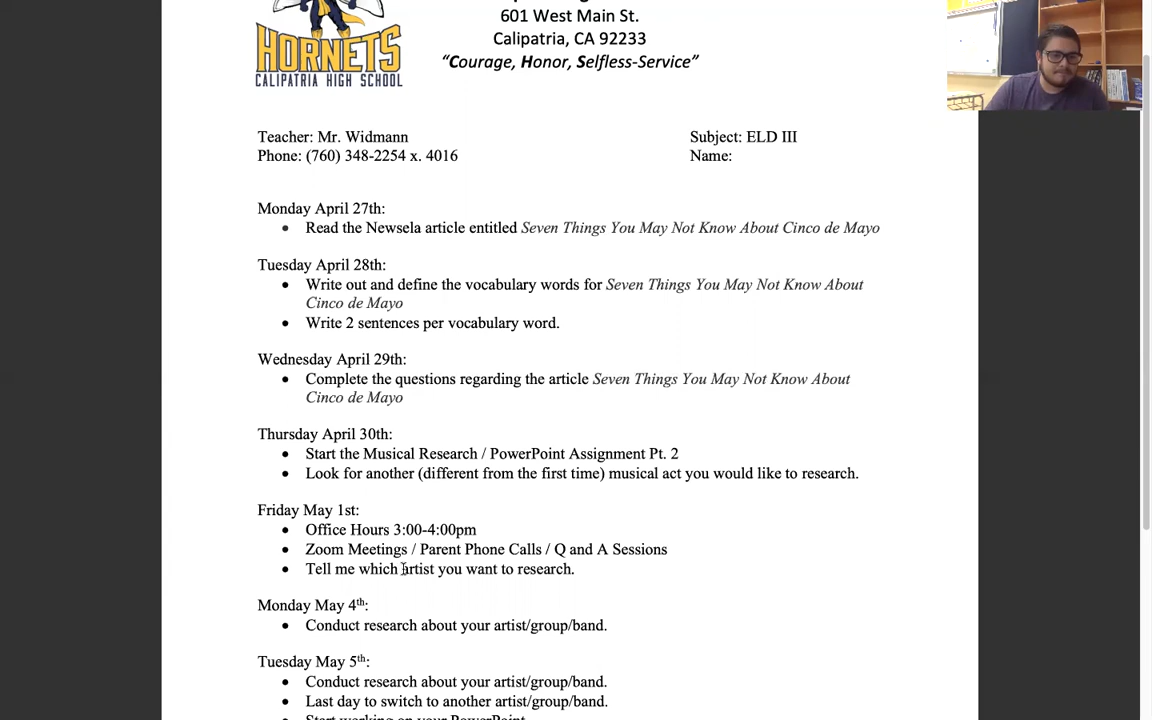 HORNETS
CALIPATRIA HIGH SCHOOL
601 West Main St.
Calipatria, CA 92233
“Courage, Honor, Selfless-Service”
Teacher: Mr. Widmann
Subject: ELD III
Phone: (760) 348-2254 x. 4016
Name:
Monday April 27th:
• Read the Newsela article entitled Seven Things You May Not Know About Cinco de Mayo
Tuesday April 28th:
• Write out and define the vocabulary words for Seven Things You May Not Know About
Cinco de Mayo
• Write 2 sentences per vocabulary word.
Wednesday April 29th:
• Complete the questions regarding the article Seven Things You May Not Know About
Cinco de Mayo
Thursday April 30th:
• Start the Musical Research / PowerPoint Assignment Pt. 2
• Look for another (different from the first time) musical act you would like to research.
Friday May 1st:
• Office Hours 3:00-4:00pm
• Zoom Meetings / Parent Phone Calls / Q and A Sessions
• Tell me which artist you want to research.
Monday May 4th:
• Conduct research about your artist/group/band.
Tuesday May 5th:
• Conduct research about your artist/group/band.
• Last day to switch to another artist/group/band.
• Start working on your PowerPoint